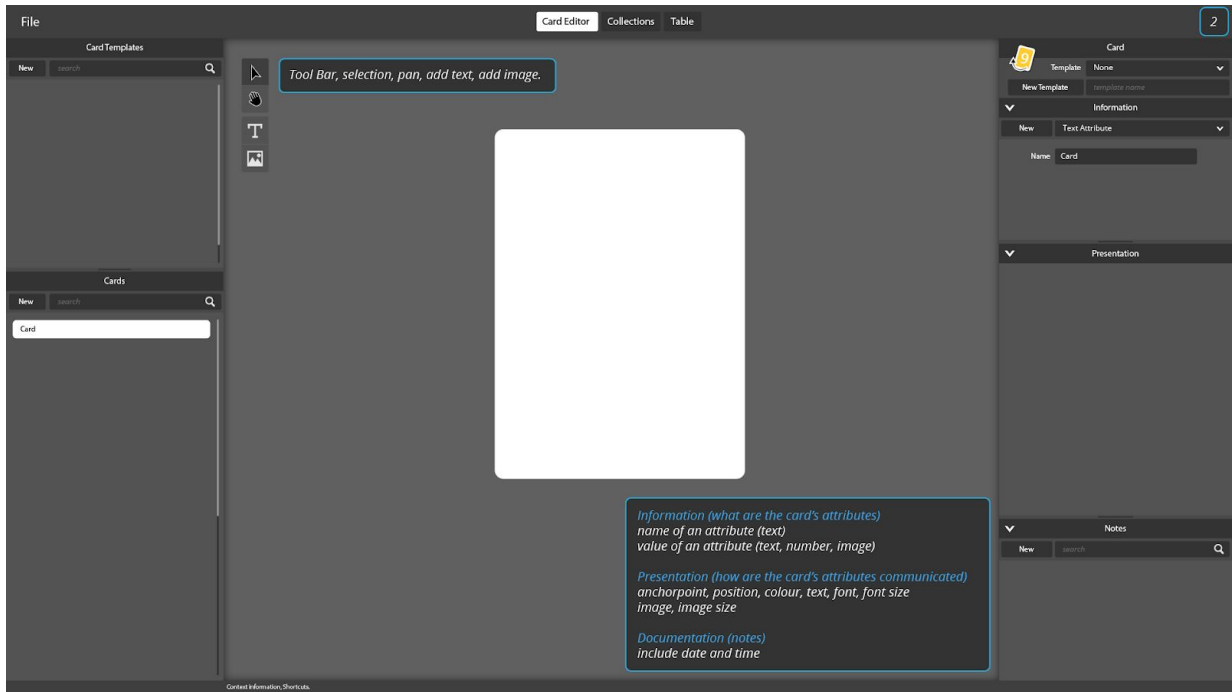 File
Card Editor Collections Table
2
Card Templates
New search
Cards
New search
Card
Tool Bar, selection, pan, add text, add image.
T
Information (what are the card's attributes)
name of an attribute (text)
value of an attribute (text, number, image)
Presentation (how are the card's attributes communicated)
anchorpoint, position, colour, text, font, font size
image, image size
Documentation (notes)
include date and time
9
Card
Template None
New Template template name
Information
New Text Attribute
Name Card
Presentation
Notes
New search
Context Information, Shortcuts.